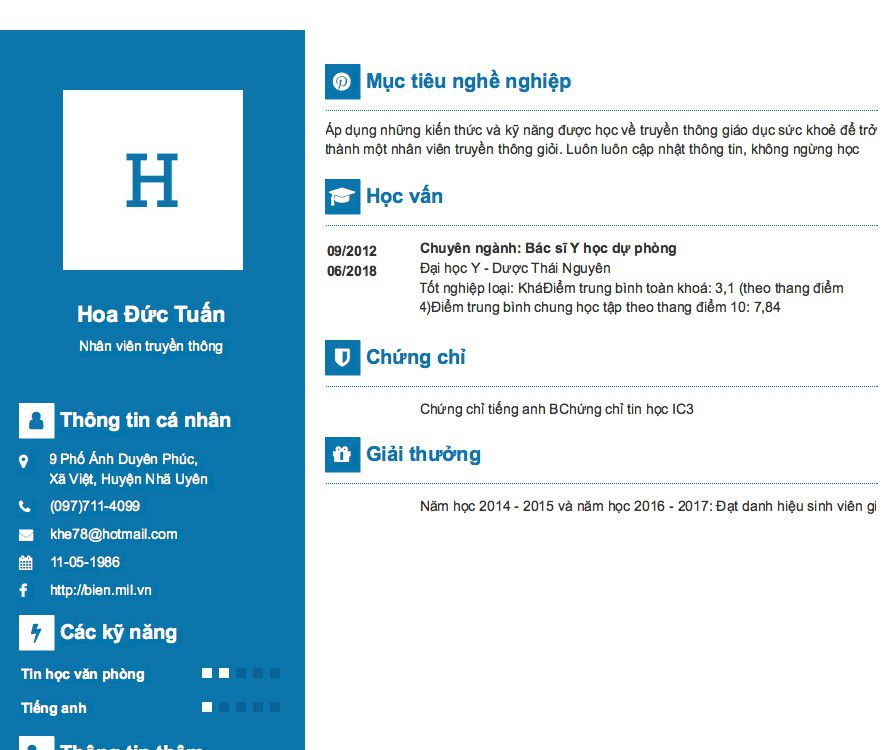 H
Hoa Đức Tuấn
Nhân viên truyền thông
Thông tin cá nhân
9 Phố Ánh Duyên Phúc,
Xã Việt, Huyện Nhã Uyên
(097)711-4099
khe78@hotmail.com
11-05-1986
http://bien.mil.vn
Các kỹ năng
Tin học văn phòng
Tiếng anh
Thông tin thêm
Mục tiêu nghề nghiệp
Áp dụng những kiến thức và kỹ năng được học về truyền thông giáo dục sức khoẻ để trở
thành một nhân viên truyền thông giỏi. Luôn luôn cập nhật thông tin, không ngừng học
Học vấn
09/2012
06/2018
Chuyên ngành: Bác sĩ Y học dự phòng
Đại học Y - Dược Thái Nguyên
Tốt nghiệp loại: KháĐiểm trung bình toàn khoá: 3,1 (theo thang điểm
4)Điểm trung bình chung học tập theo thang điểm 10: 7,84
Chứng chỉ
Chứng chỉ tiếng anh BChứng chỉ tin học IC3
Giải thưởng
Năm học 2014 - 2015 và năm học 2016 - 2017: Đạt danh hiệu sinh viên gi